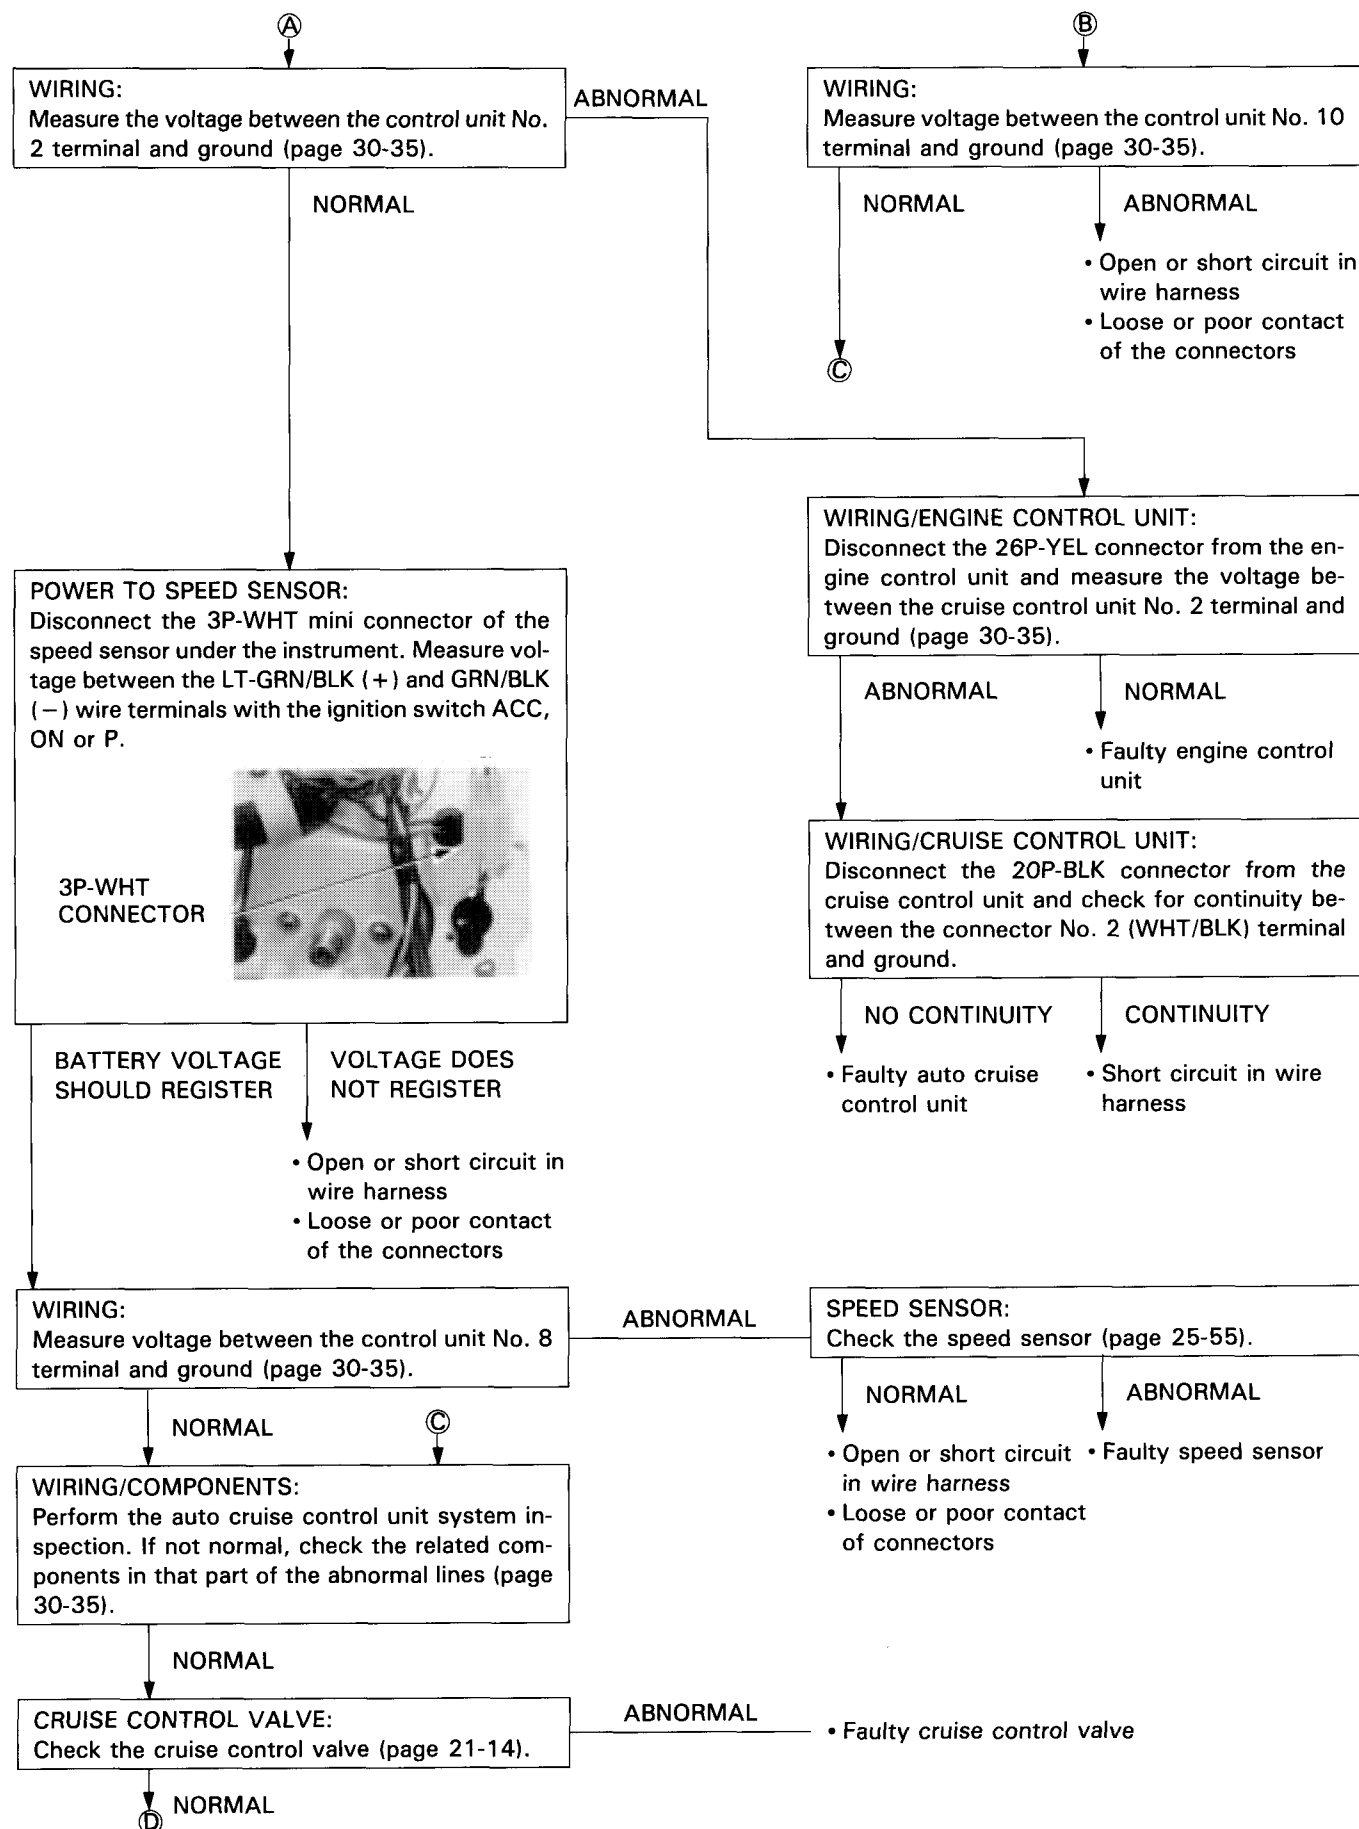 Ⓐ
WIRING:
Measure the voltage between the control unit No.
2 terminal and ground (page 30-35).
ABNORMAL
NORMAL
Ⓑ
WIRING:
Measure voltage between the control unit No. 10
terminal and ground (page 30-35).
NORMAL
ABNORMAL
• Open or short circuit in
wire harness
• Loose or poor contact
of the connectors
Ⓒ
WIRING/ENGINE CONTROL UNIT:
Disconnect the 26P-YEL connector from the en-
gine control unit and measure the voltage be-
tween the cruise control unit No. 2 terminal and
ground (page 30-35).
ABNORMAL
NORMAL
• Faulty engine control
unit
WIRING/CRUISE CONTROL UNIT:
Disconnect the 20P-BLK connector from the
cruise control unit and check for continuity be-
tween the connector No. 2 (WHT/BLK) terminal
and ground.
NO CONTINUITY
CONTINUITY
• Faulty auto cruise
control unit
• Short circuit in wire
harness
POWER TO SPEED SENSOR:
Disconnect the 3P-WHT mini connector of the
speed sensor under the instrument. Measure vol-
tage between the LT-GRN/BLK (+) and GRN/BLK
(−) wire terminals with the ignition switch ACC,
ON or P.
3P-WHT
CONNECTOR
BATTERY VOLTAGE
SHOULD REGISTER
VOLTAGE DOES
NOT REGISTER
• Open or short circuit in
wire harness
• Loose or poor contact
of the connectors
WIRING:
Measure voltage between the control unit No. 8
terminal and ground (page 30-35).
ABNORMAL
SPEED SENSOR:
Check the speed sensor (page 25-55).
NORMAL
ABNORMAL
• Open or short circuit
in wire harness
• Loose or poor contact
of connectors
• Faulty speed sensor
NORMAL
Ⓒ
WIRING/COMPONENTS:
Perform the auto cruise control unit system in-
spection. If not normal, check the related com-
ponents in that part of the abnormal lines (page
30-35).
NORMAL
CRUISE CONTROL VALVE:
Check the cruise control valve (page 21-14).
ABNORMAL
• Faulty cruise control valve
NORMAL
Ⓓ